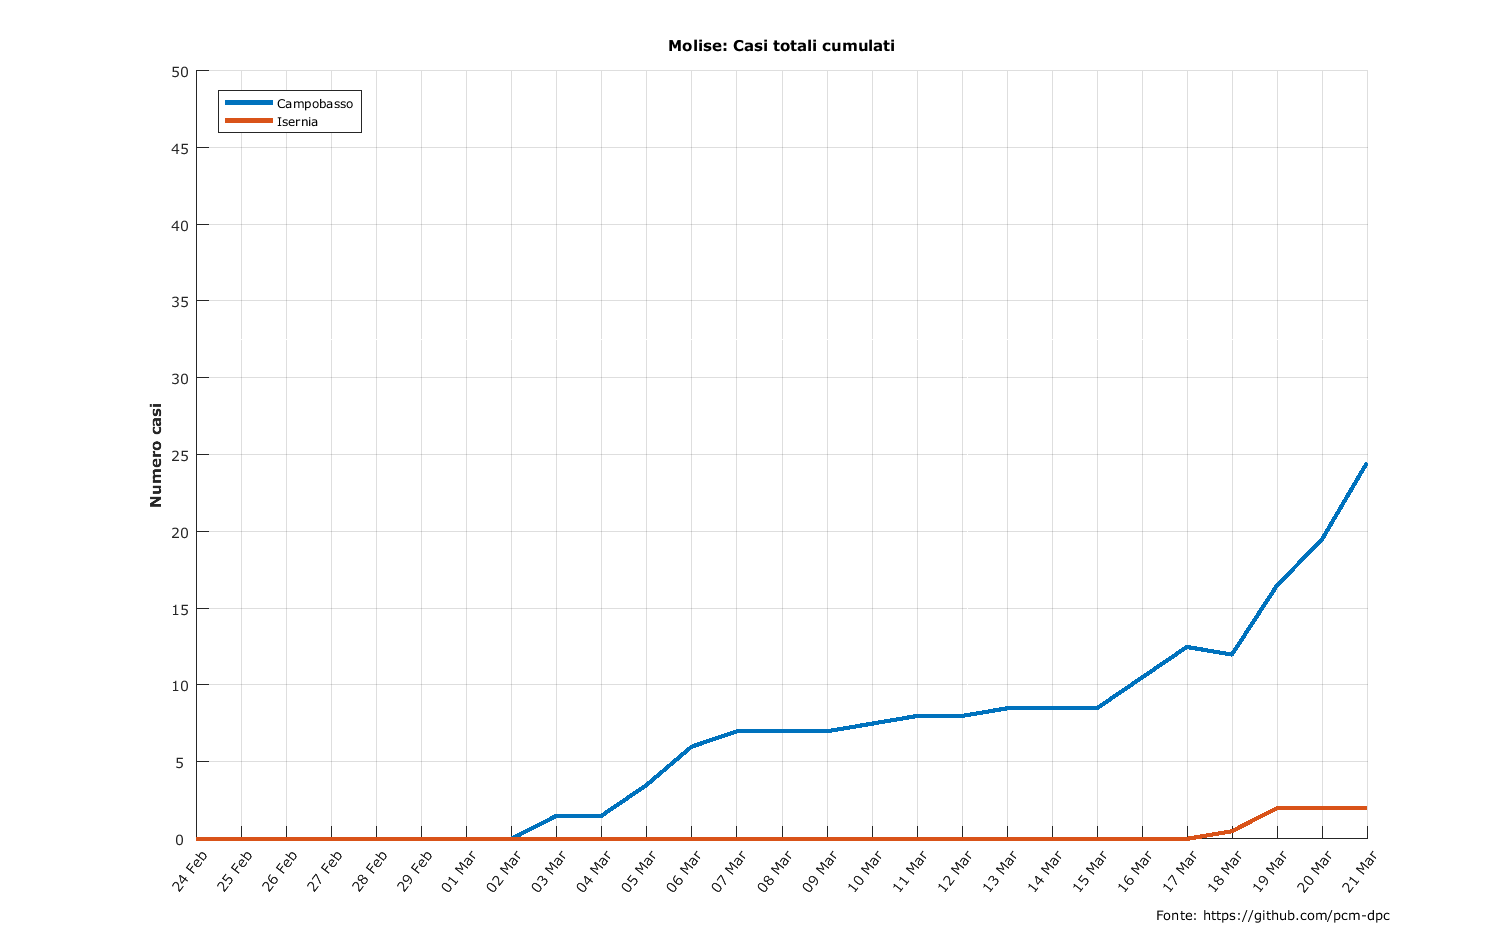 Molise: Casi totali cumulati
Campobasso
Isernia
Numero casi
50
45
40
35
30
25
20
15
10
5
0
24 Feb
25 Feb
26 Feb
27 Feb
28 Feb
29 Feb
01 Mar
02 Mar
03 Mar
04 Mar
05 Mar
06 Mar
07 Mar
08 Mar
09 Mar
10 Mar
11 Mar
12 Mar
13 Mar
14 Mar
15 Mar
16 Mar
17 Mar
18 Mar
19 Mar
20 Mar
21 Mar
Fonte: https://github.com/pcm-dpc